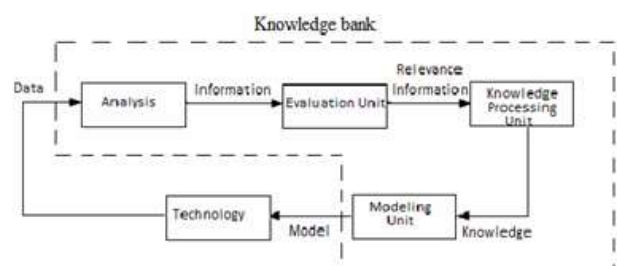 Knowledge bank
Data
Analysis
Information
Evaluation Unit
Relevance
Information
Knowledge
Processing
Unit
Technology
Model
Modeling
Unit
Knowledge